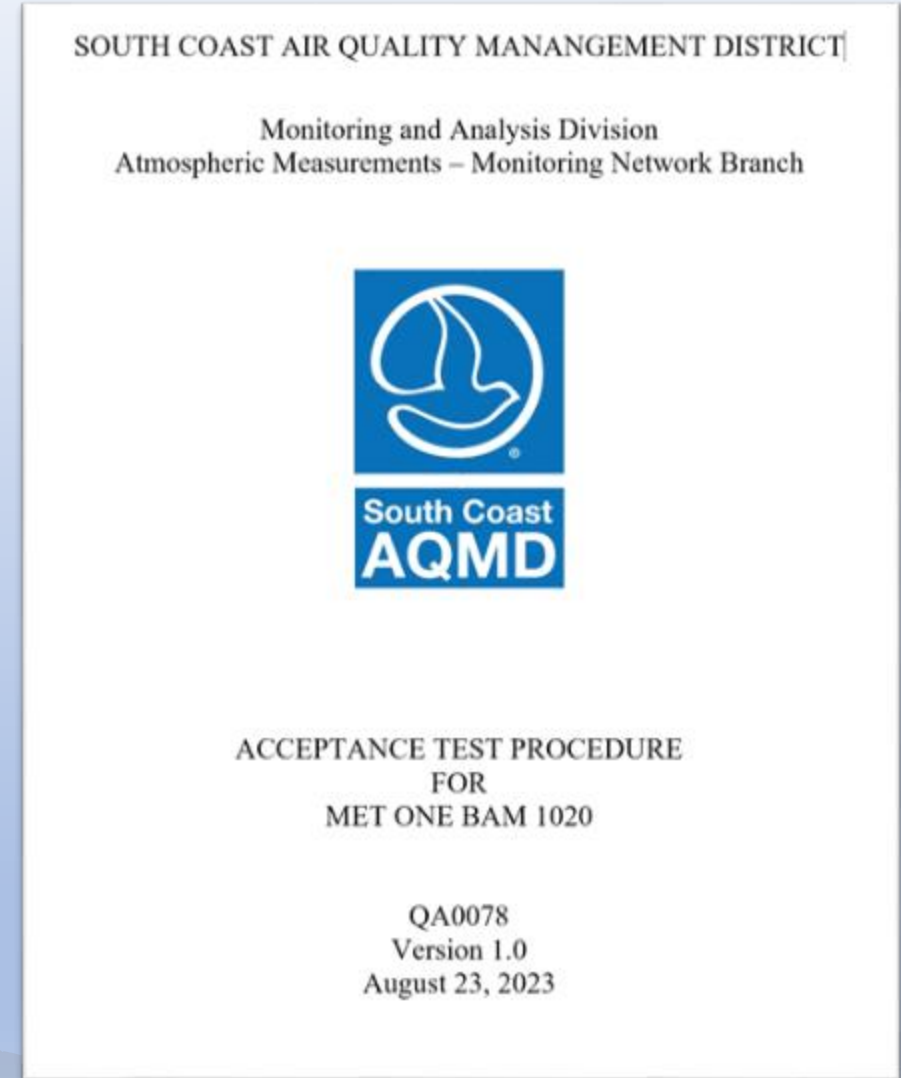 SOUTH COAST AIR QUALITY MANANGEMENT DISTRICT
Monitoring and Analysis Division
Atmospheric Measurements – Monitoring Network Branch
®
South Coast
AQMD
ACCEPTANCE TEST PROCEDURE
FOR
MET ONE BAM 1020
QA0078
Version 1.0
August 23, 2023